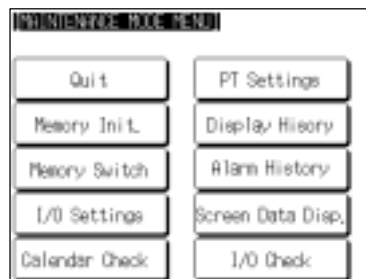 [MAINTENANCE MODE MENU]
Quit
PT Settings
Memory Init.
Display Hisory
Memory Switch
Alarm History
I/O Settings
Screen Data Disp.
Calendar Check
I/O Check